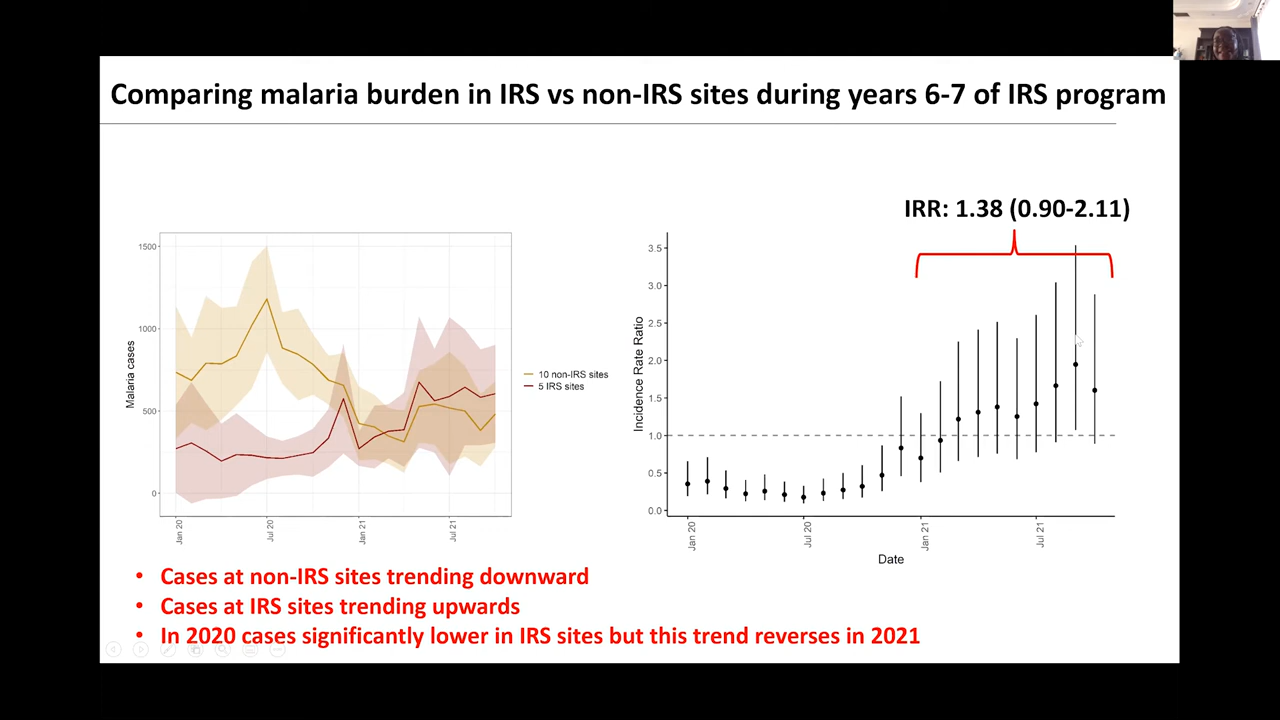 Comparing malaria burden in IRS vs non-IRS sites during years 6-7 of IRS program
IRR: 1.38 (0.90-2.11)
Malaria cases
1500
1000
500
0
Jan 20
Jul 20
Jan 21
Jul 21
10 non-IRS sites
5 IRS sites
Incidence Rate Ratio
3.5
3.0
2.5
2.0
1.5
1.0
0.5
0.0
Jan 20
Jul 20
Jan 21
Jul 21
Date
• Cases at non-IRS sites trending downward
• Cases at IRS sites trending upwards
• In 2020 cases significantly lower in IRS sites but this trend reverses in 2021